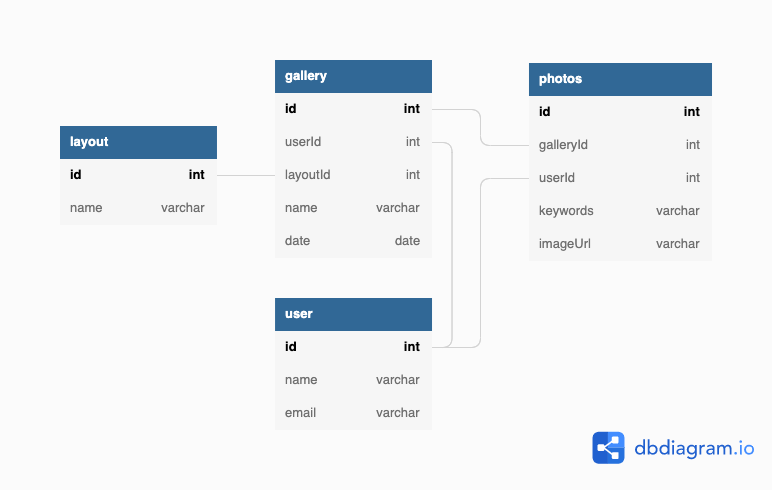 layout
id int
name varchar
gallery
id int
userId int
layoutId int
name varchar
date date
user
id int
name varchar
email varchar
photos
id int
galleryId int
userId int
keywords varchar
imageUrl varchar
dbdiagram.io